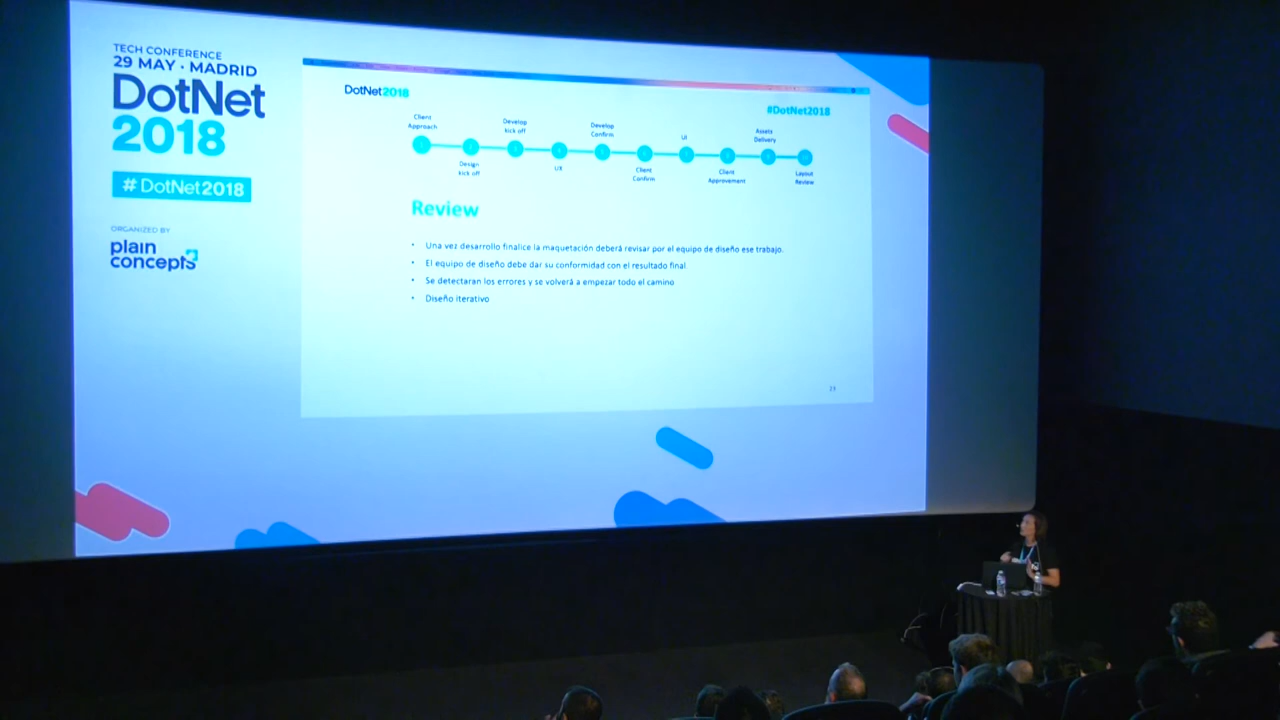 TECH CONFERENCE
29 MAY · MADRID
DotNet
2018
# DotNet2018
ORGANIZED BY
plain
concepts
DotNet2018
#DotNet2018
Client
Approach
Design
kick off
Develop
kick off
UX
Develop
Confirm
Client
Confirm
UI
Client
Approvement
Assets
Delivery
Layout
Review
Review
• Una vez desarrollo finalice la maquetación deberá revisar por el equipo de diseño ese trabajo.
• El equipo de diseño debe dar su conformidad con el resultado final.
• Se detectaran los errores y se volverá a empezar todo el camino
• Diseño iterativo